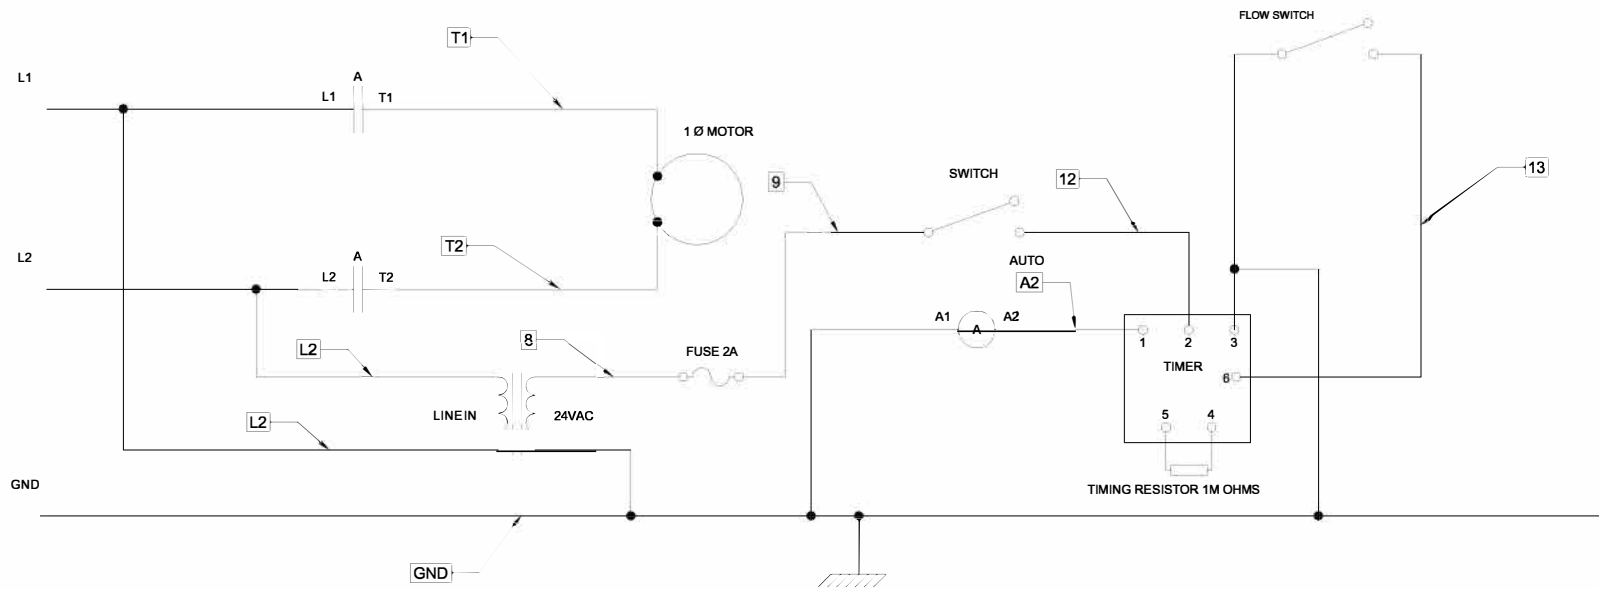 FLOW SWITCH
T1
L1
A
L1 T1
1 Ø MOTOR
13
SWITCH
9
12
T2
L2
A
L2 T2
AUTO
A2
A1 A A2
8
1 2 3
FUSE 2A
L2
TIMER
6
LINE IN 24VAC
L2
5 4
GND
TIMING RESISTOR 1M OHMS
GND